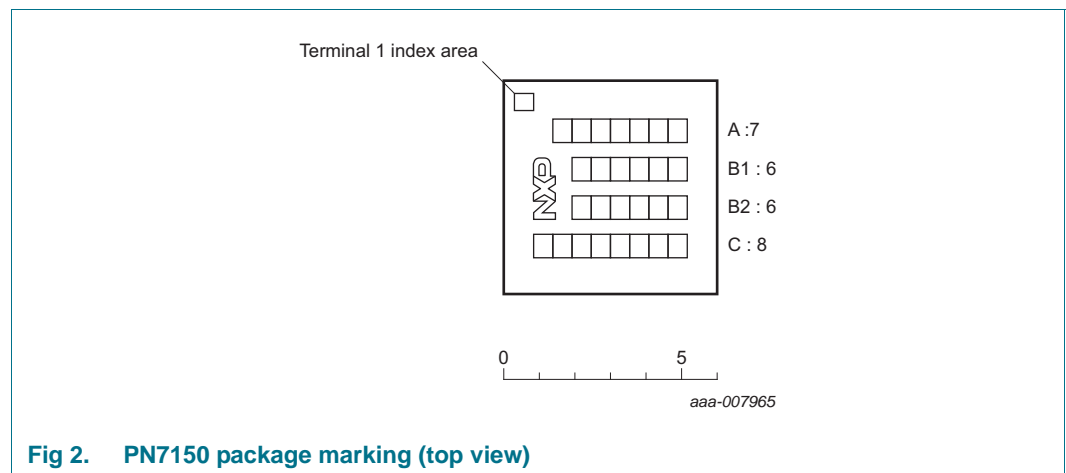 Terminal 1 index area
A :7
B1 : 6
NXP
B2 : 6
C : 8
0 5
aaa-007965
Fig 2. PN7150 package marking (top view)